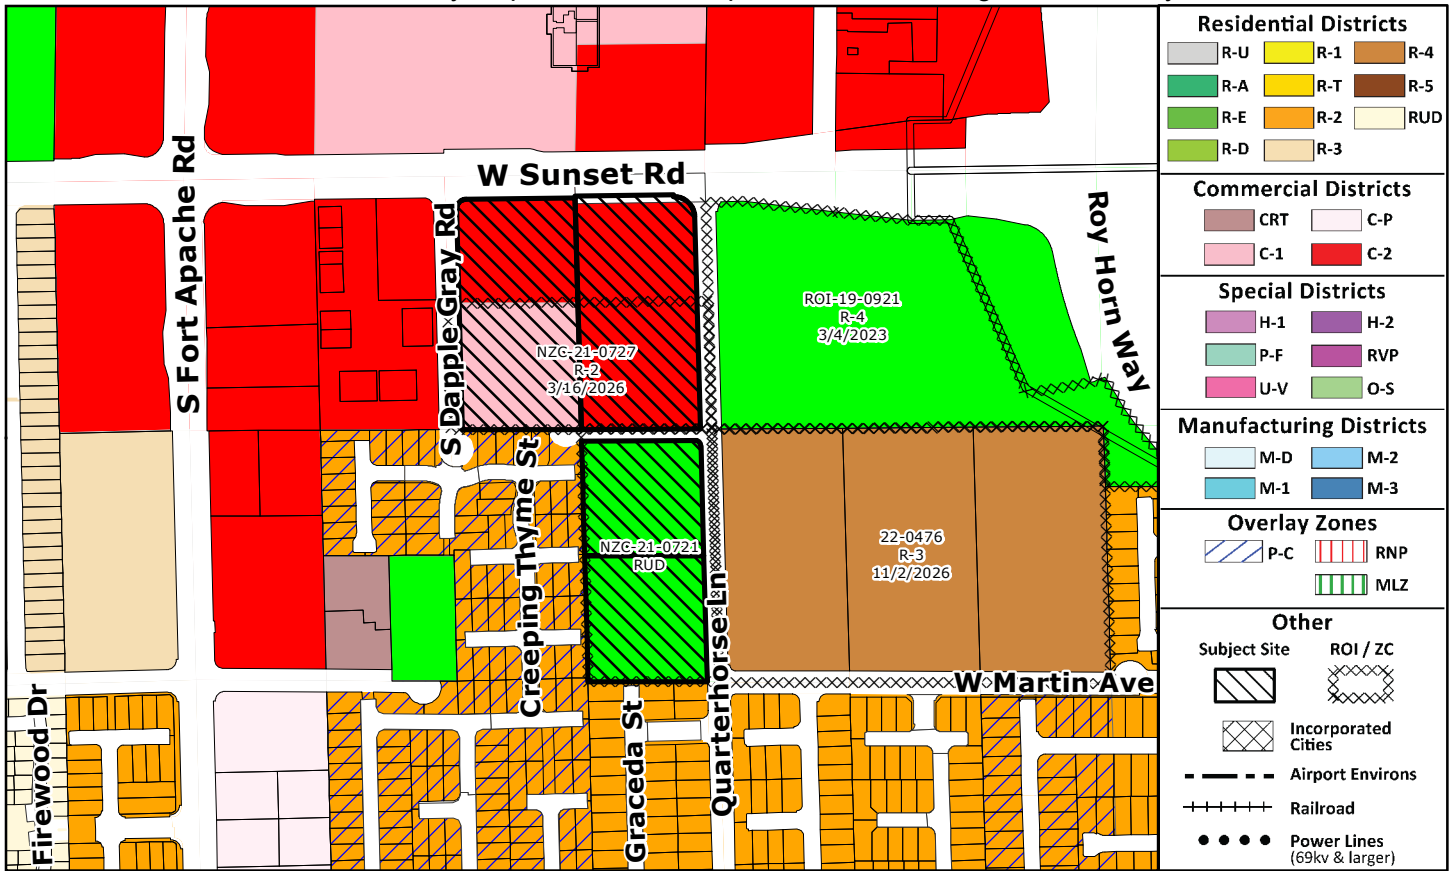 W Sunset Rd
S Fort Apache Rd
S Dapple Gray Rd
Roy Horn Way
ROI-19-0921
R-4
3/4/2023
NZC-21-0727
R-2
3/16/2026
Creeping Thyme St
NZC-21-0721
RUD
22-0476
R-3
11/2/2026
Quarterhorse Ln
W Martin Ave
Firewood Dr
Graceda St
Residential Districts
R-U
R-1
R-4
R-A
R-T
R-5
R-E
R-2
RUD
R-D
R-3
Commercial Districts
CRT
C-P
C-1
C-2
Special Districts
H-1
H-2
P-F
RVP
U-V
O-S
Manufacturing Districts
M-D
M-2
M-1
M-3
Overlay Zones
P-C
RNP
MLZ
Other
Subject Site
ROI / ZC
Incorporated
Cities
Airport Environs
Railroad
Power Lines
(69kv & larger)